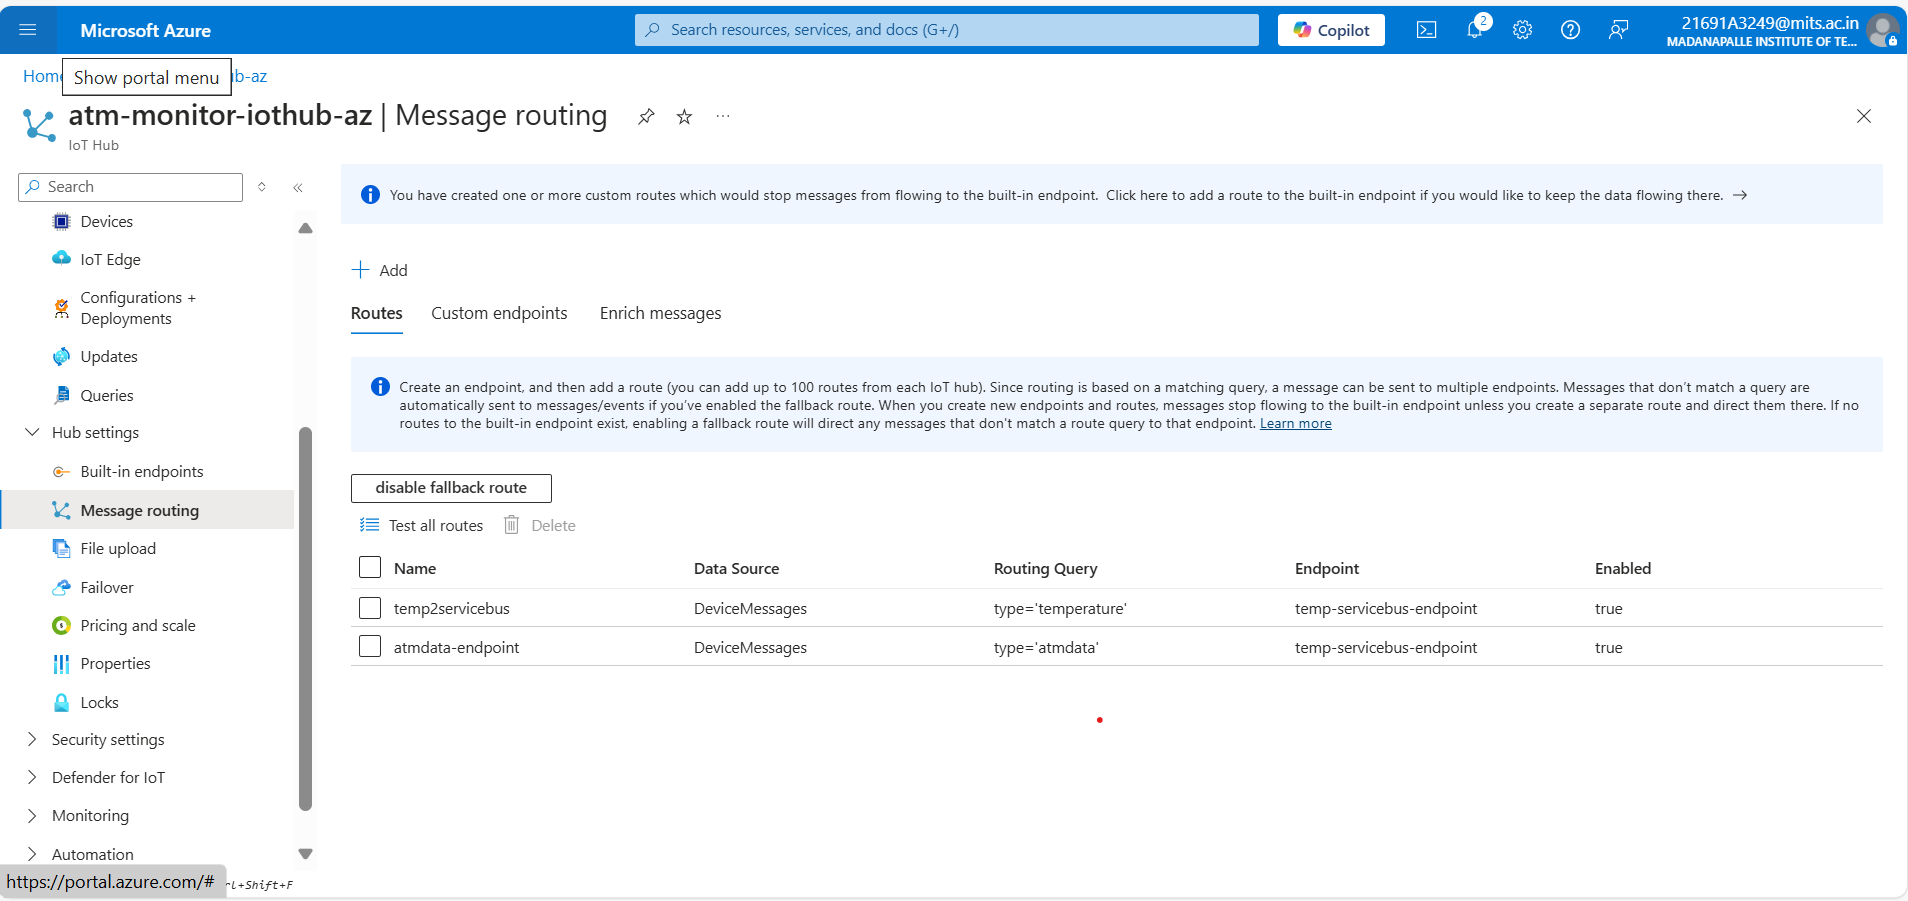 Microsoft Azure
Search resources, services, and docs (G+/)
Copilot
2
21691A3249@mits.ac.in
MADANAPALLE INSTITUTE OF TE...
Home
Show portal menu
ub-az
atm-monitor-iothub-az | Message routing
IoT Hub
Search
You have created one or more custom routes which would stop messages from flowing to the built-in endpoint. Click here to add a route to the built-in endpoint if you would like to keep the data flowing there. →
Devices
IoT Edge
Configurations +
Deployments
Updates
Queries
Hub settings
Built-in endpoints
Message routing
File upload
Failover
Pricing and scale
Properties
Locks
Security settings
Defender for IoT
Monitoring
Automation
Add
Routes
Custom endpoints
Enrich messages
Create an endpoint, and then add a route (you can add up to 100 routes from each IoT hub). Since routing is based on a matching query, a message can be sent to multiple endpoints. Messages that don't match a query are
automatically sent to messages/events if you've enabled the fallback route. When you create new endpoints and routes, messages stop flowing to the built-in endpoint unless you create a separate route and direct them there. If no
routes to the built-in endpoint exist, enabling a fallback route will direct any messages that don't match a route query to that endpoint. Learn more
disable fallback route
Test all routes
Delete
Name Data Source Routing Query Endpoint Enabled
temp2servicebus DeviceMessages type='temperature' temp-servicebus-endpoint true
atmdata-endpoint DeviceMessages type='atmdata' temp-servicebus-endpoint true
https://portal.azure.com/#
rl+Shift+F